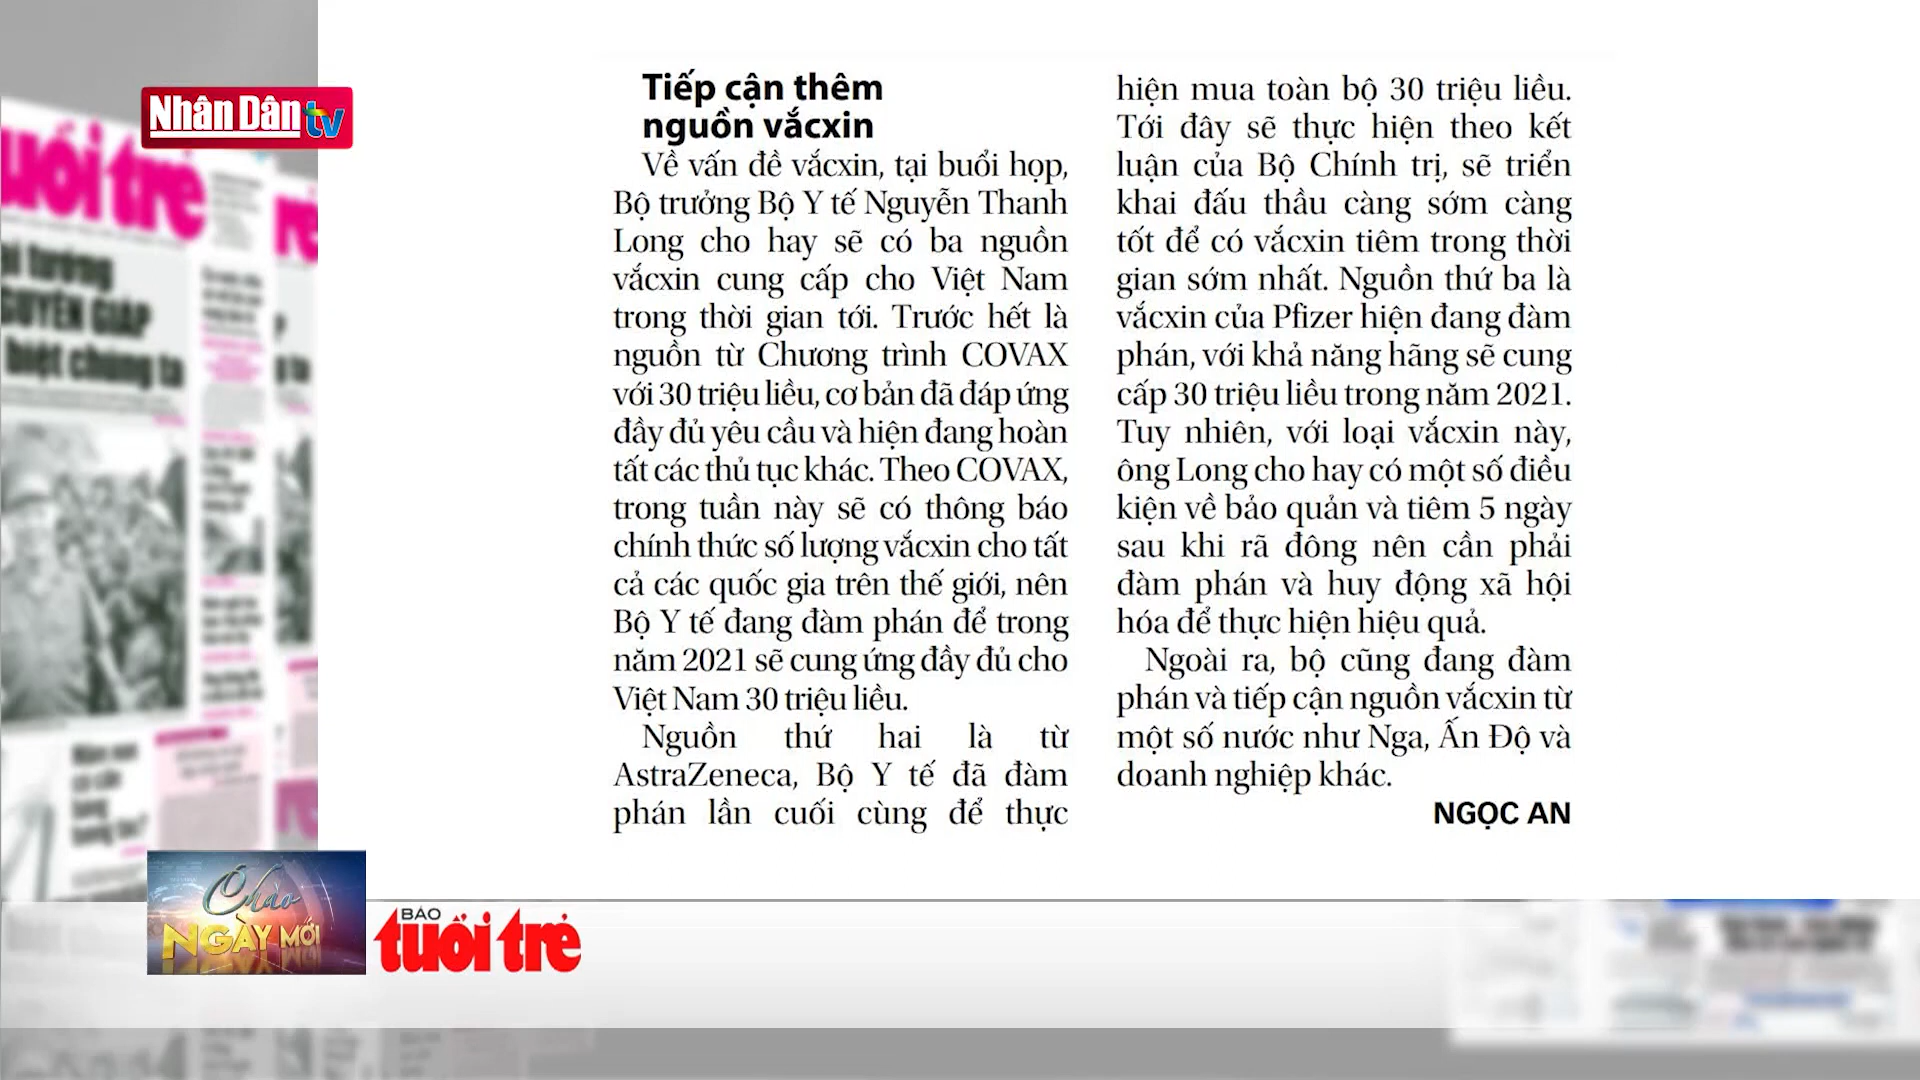 Nhân Dân tv
tuổi trẻ
biệt chúng ta
Tiếp cận thêm
nguồn vắcxin
Về vấn đề vắcxin, tại buổi họp,
Bộ trưởng Bộ Y tế Nguyễn Thanh
Long cho hay sẽ có ba nguồn
vắcxin cung cấp cho Việt Nam
trong thời gian tới. Trước hết là
nguồn từ Chương trình COVAX
với 30 triệu liều, cơ bản đã đáp ứng
đầy đủ yêu cầu và hiện đang hoàn
tất các thủ tục khác. Theo COVAX,
trong tuần này sẽ có thông báo
chính thức số lượng vắcxin cho tất
cả các quốc gia trên thế giới, nên
Bộ Y tế đang đàm phán để trong
năm 2021 sẽ cung ứng đầy đủ cho
Việt Nam 30 triệu liều.
Nguồn thứ hai là từ
AstraZeneca, Bộ Y tế đã đàm
phán lần cuối cùng để thực
hiện mua toàn bộ 30 triệu liều.
Tới đây sẽ thực hiện theo kết
luận của Bộ Chính trị, sẽ triển
khai đấu thầu càng sớm càng
tốt để có vắcxin tiêm trong thời
gian sớm nhất. Nguồn thứ ba là
vắcxin của Pfizer hiện đang đàm
phán, với khả năng hãng sẽ cung
cấp 30 triệu liều trong năm 2021.
Tuy nhiên, với loại vắcxin này,
ông Long cho hay có một số điều
kiện về bảo quản và tiêm 5 ngày
sau khi rã đông nên cần phải
đàm phán và huy động xã hội
hóa để thực hiện hiệu quả.
Ngoài ra, bộ cũng đang đàm
phán và tiếp cận nguồn vắcxin từ
một số nước như Nga, Ấn Độ và
doanh nghiệp khác.
NGỌC AN
Chào
NGÀY MỚI
BÁO
tuổi trẻ